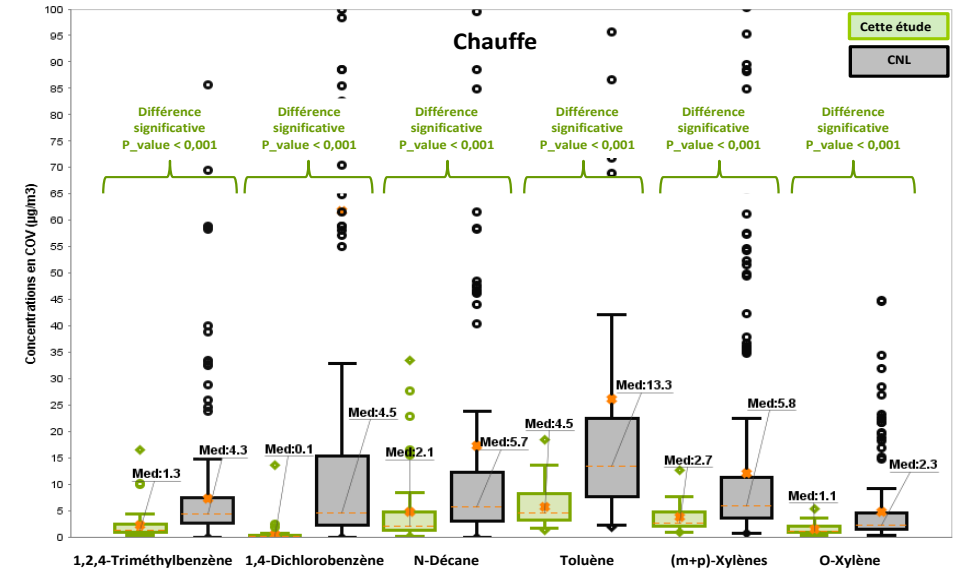 Chauffe
Cette étude
CNL
Concentrations en COV (µg/m3)
100
95
90
85
80
75
70
65
60
55
50
45
40
35
30
25
20
15
10
5
0
Différence
significative
P_value < 0,001
Différence
significative
P_value < 0,001
Différence
significative
P_value < 0,001
Différence
significative
P_value < 0,001
Différence
significative
P_value < 0,001
Différence
significative
P_value < 0,001
Med:1.3
Med:4.3
Med:0.1
Med:4.5
Med:2.1
Med:5.7
Med:4.5
Med:13.3
Med:2.7
Med:5.8
Med:1.1
Med:2.3
1,2,4-Triméthylbenzène
1,4-Dichlorobenzène
N-Décane
Toluène
(m+p)-Xylènes
O-Xylène